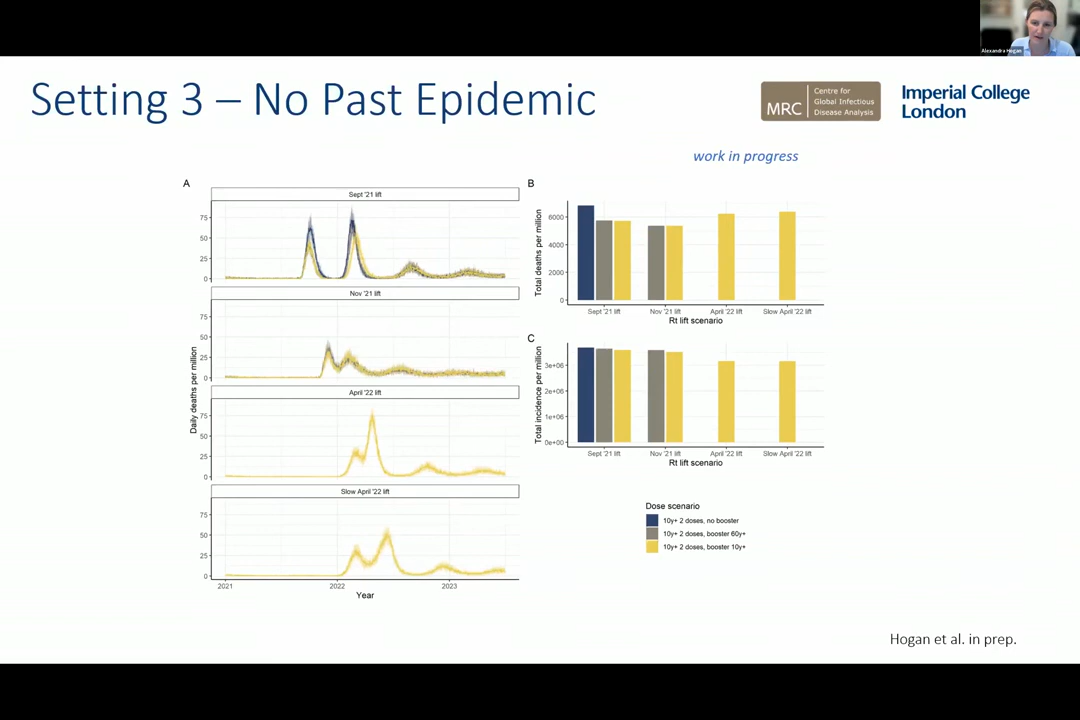 Alexandra Hogan
Setting 3 – No Past Epidemic
MRC
Centre for
Global Infectious
Disease Analysis
Imperial College
London
work in progress
A
Sept '21 lift
75
50
25
0
Nov '21 lift
75
50
25
0
April '22 lift
75
50
25
0
Slow April '22 lift
75
50
25
0
2021
2022
2023
Year
Daily deaths per million
B
Total deaths per million
6000
4000
2000
0
Sept '21 lift
Nov '21 lift
April '22 lift
Slow April '22 lift
Rt lift scenario
C
Total incidence per million
3e+06
2e+06
1e+06
0e+00
Sept '21 lift
Nov '21 lift
April '22 lift
Slow April '22 lift
Rt lift scenario
Dose scenario
10y+ 2 doses, no booster
10y+ 2 doses, booster 60y+
10y+ 2 doses, booster 10y+
Hogan et al. in prep.